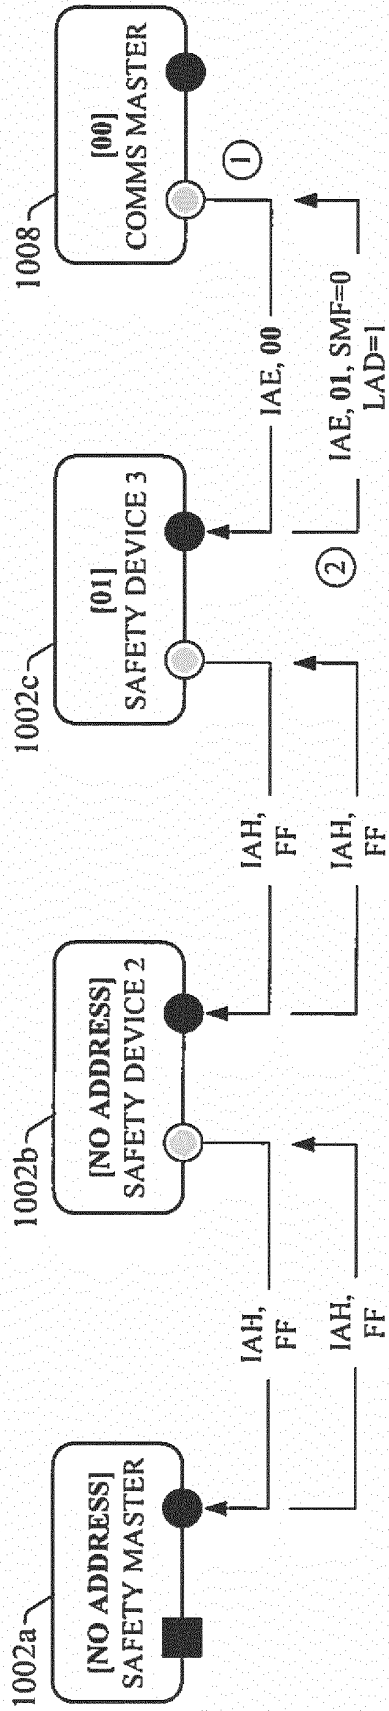 1002a
[NO ADDRESS]
SAFETY MASTER
1002b
[NO ADDRESS]
SAFETY DEVICE 2
1002c
[01]
SAFETY DEVICE 3
1008
[00]
COMMS MASTER
IAH,
FF
IAH,
FF
IAE, 00
1
IAH,
FF
IAH,
FF
2
IAE, 01, SMF=0
LAD=1